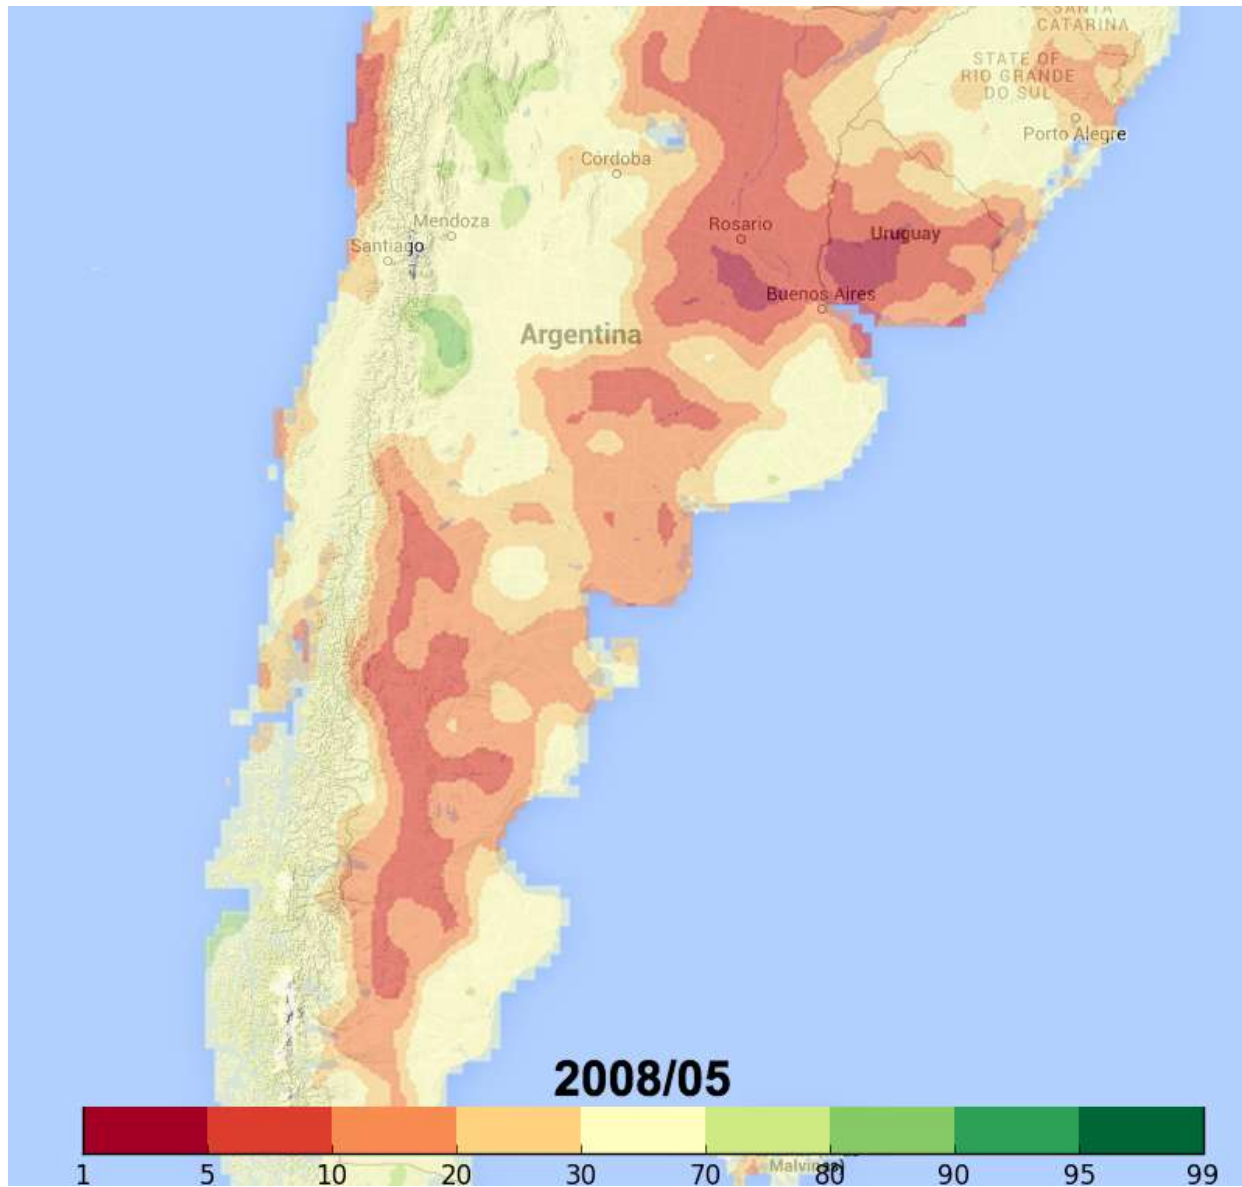 SANTA
CATARINA
STATE OF
RIO GRANDE
DO SUL
Porto Alegre
Córdoba
Mendoza
Rosario
Uruguay
Santiago
Buenos Aires
Argentina
2008/05
1 5 10 20 30 70 80 90 95 99
Malvinas)